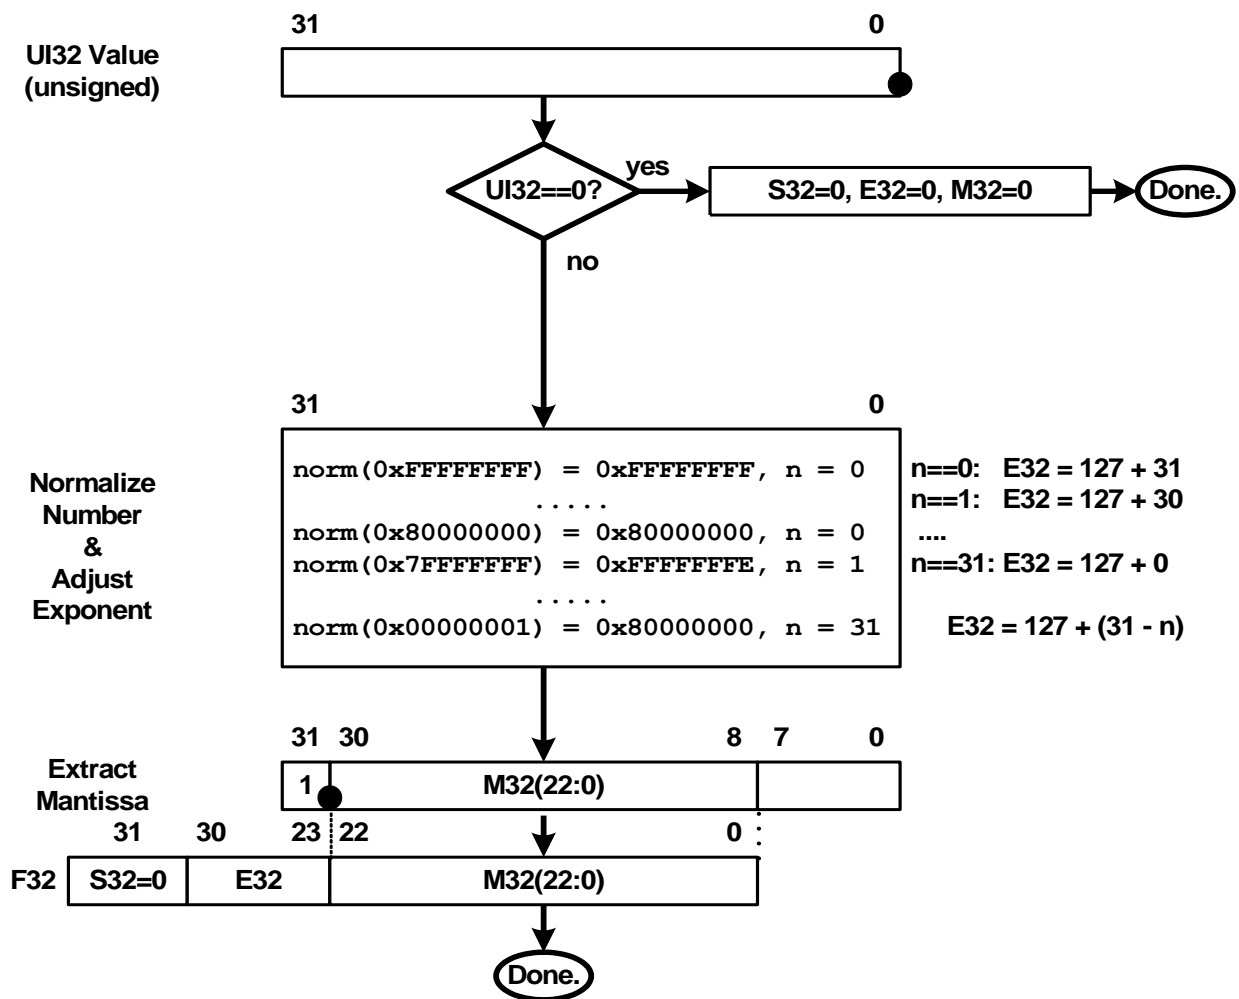 31 0
UI32 Value
(unsigned)
UI32==0?
yes
S32=0, E32=0, M32=0
Done.
no
31 0
Normalize
Number
&
Adjust
Exponent
norm(0xFFFFFFFF) = 0xFFFFFFFF, n = 0
.....
norm(0x80000000) = 0x80000000, n = 0
norm(0x7FFFFFFF) = 0xFFFFFFFE, n = 1
.....
norm(0x00000001) = 0x80000000, n = 31
n==0: E32 = 127 + 31
n==1: E32 = 127 + 30
....
n==31: E32 = 127 + 0
E32 = 127 + (31 - n)
31 30 8 7 0
Extract
Mantissa
1 M32(22:0)
31 30 23 22 0
F32 S32=0 E32 M32(22:0)
Done.